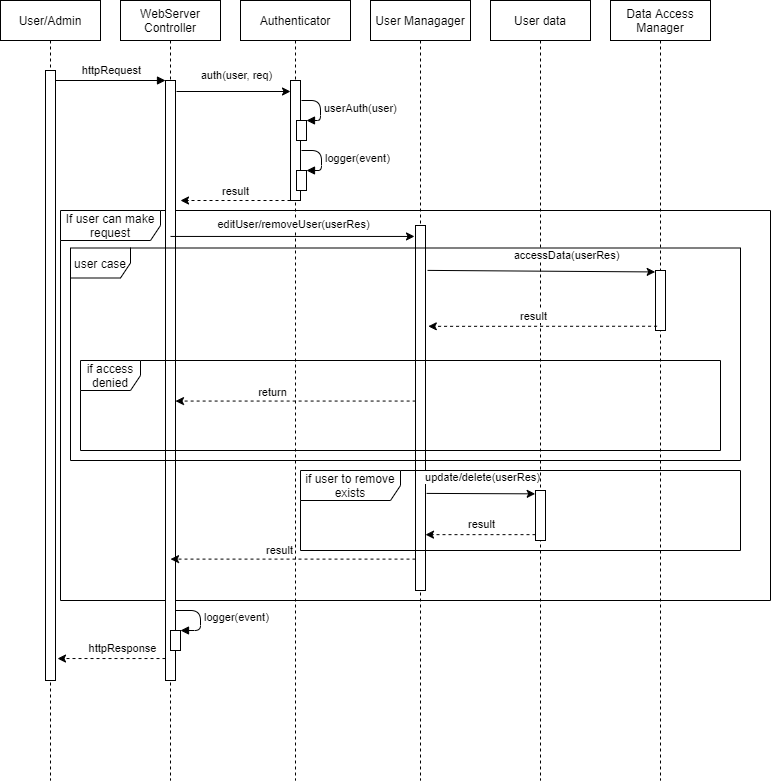 User/Admin
WebServer
Controller
Authenticator
User Managager
User data
Data Access
Manager
httpRequest
auth(user, req)
userAuth(user)
logger(event)
result
If user can make
request
editUser/removeUser(userRes)
user case
accessData(userRes)
result
if access
denied
return
if user to remove
exists
update/delete(userRes)
result
result
logger(event)
httpResponse